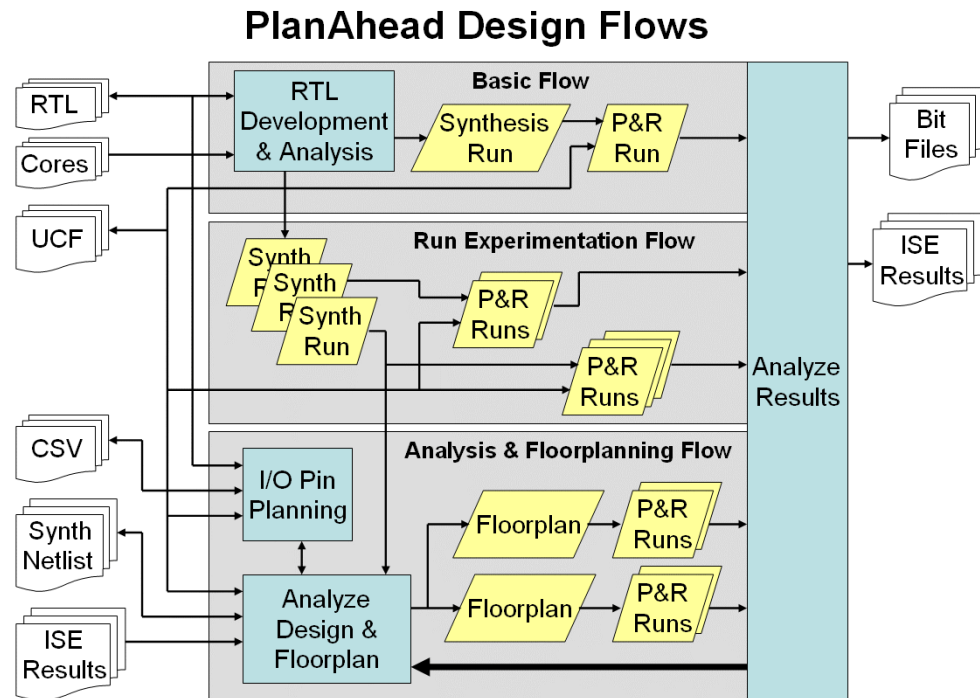 PlanAhead Design Flows
RTL
Cores
UCF
CSV
Synth
Netlist
ISE
Results
Basic Flow
RTL
Development
& Analysis
Synthesis
Run
P&R
Run
Run Experimentation Flow
Synth
R
Synth
R
Synth
Run
P&R
Runs
P&R
Runs
Analysis & Floorplanning Flow
I/O Pin
Planning
Analyze
Design &
Floorplan
Floorplan
P&R
Runs
Floorplan
P&R
Runs
Analyze
Results
Bit
Files
ISE
Results